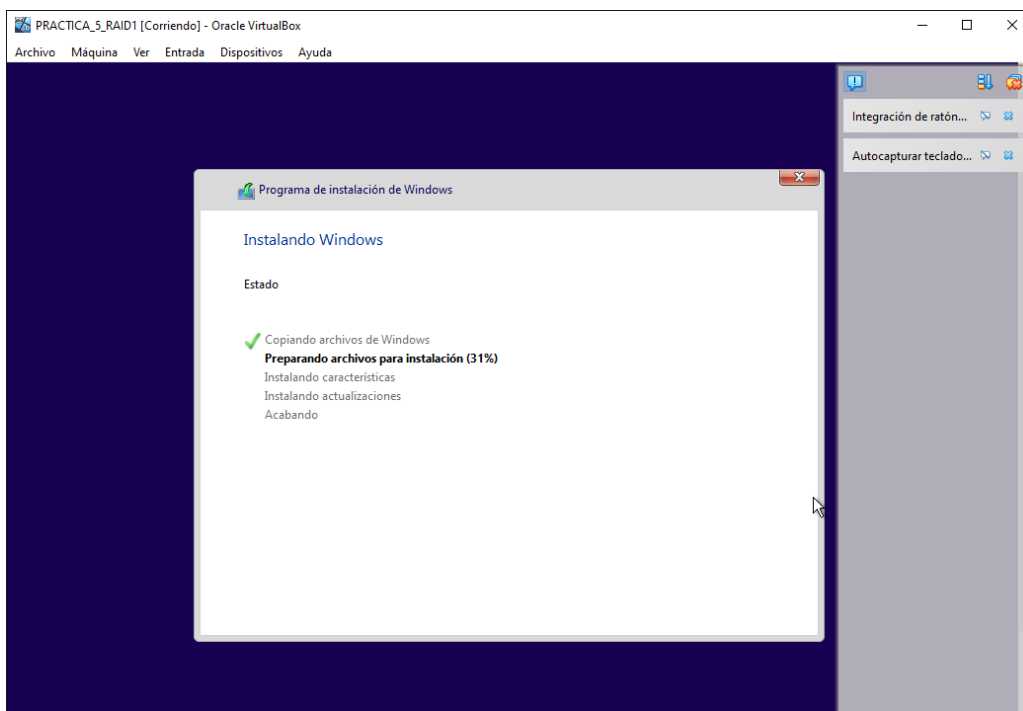 PRACTICA_5_RAID1 [Corriendo] - Oracle VirtualBox
Archivo Máquina Ver Entrada Dispositivos Ayuda
Integración de ratón...
Autocapturar teclado...
Programa de instalación de Windows
Instalando Windows
Estado
Copiando archivos de Windows
Preparando archivos para instalación (31%)
Instalando características
Instalando actualizaciones
Acabando